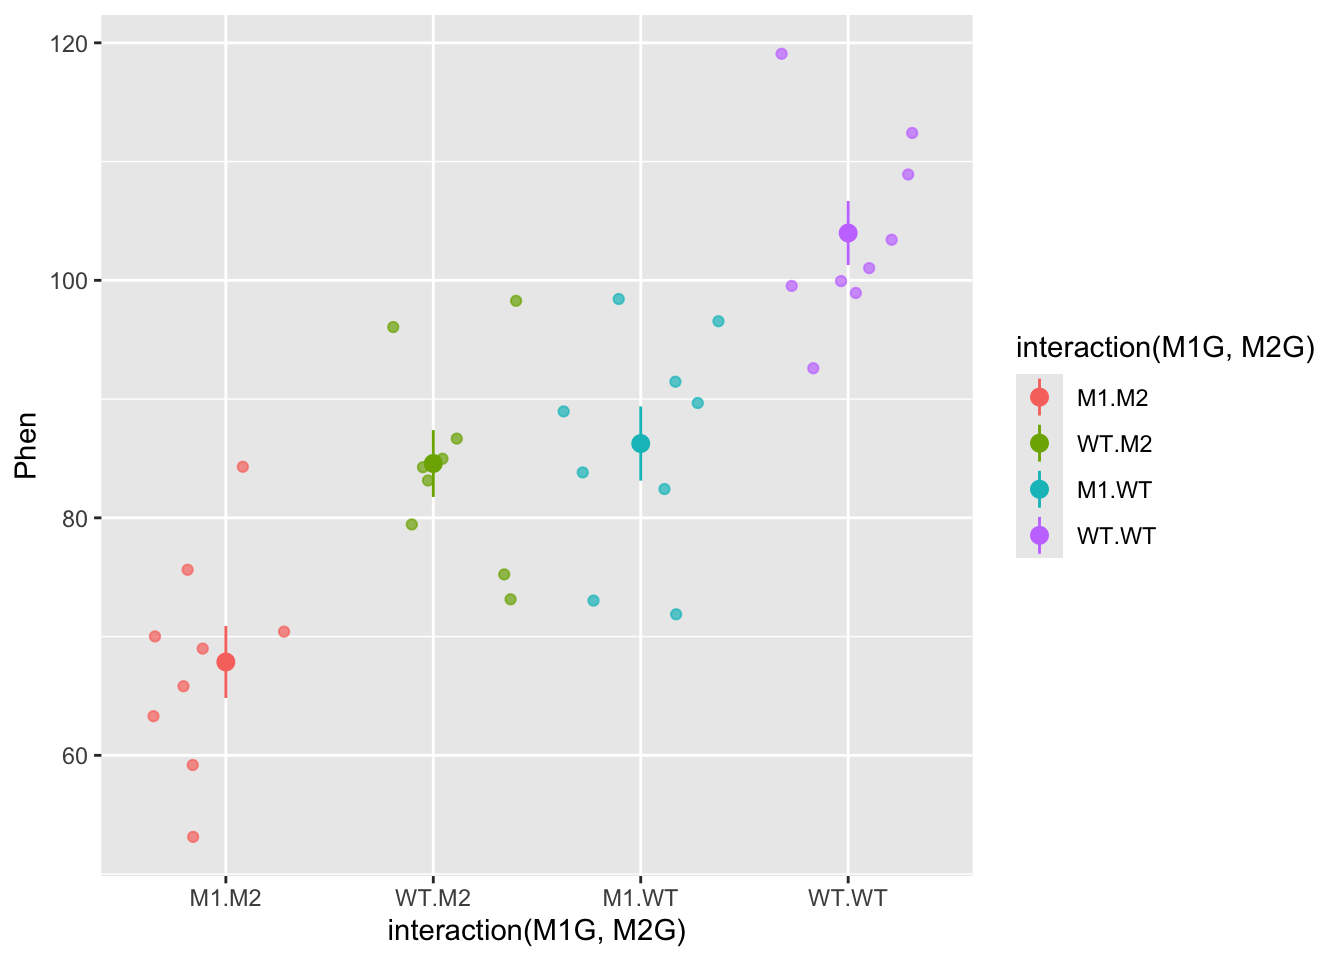 120
100
80
60
Phen
M1.M2
WT.M2
M1.WT
WT.WT
interaction(M1G, M2G)
interaction(M1G, M2G)
M1.M2
WT.M2
M1.WT
WT.WT